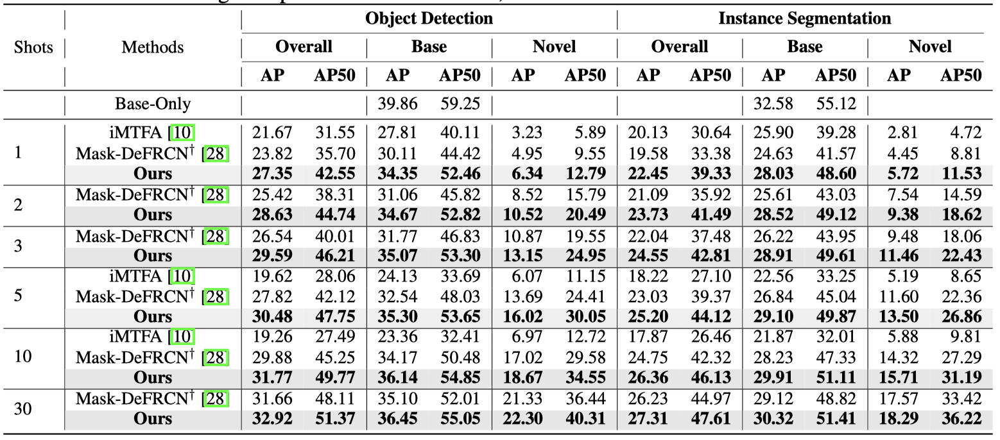 Object Detection Instance Segmentation
Shots Methods Overall Base Novel Overall Base Novel
AP AP50 AP AP50 AP AP50 AP AP50 AP AP50 AP AP50
Base-Only 39.86 59.25 32.58 55.12
iMTFA [10] 21.67 31.55 27.81 40.11 3.23 5.89 20.13 30.64 25.90 39.28 2.81 4.72
1 Mask-DeFRCN† [28] 23.82 35.70 30.11 44.42 4.95 9.55 19.58 33.38 24.63 41.57 4.45 8.81
Ours 27.35 42.55 34.35 52.46 6.34 12.79 22.45 39.33 28.03 48.60 5.72 11.53
2 Mask-DeFRCN† [28] 25.42 38.31 31.06 45.82 8.52 15.79 21.09 35.92 25.61 43.03 7.54 14.59
Ours 28.63 44.74 34.67 52.82 10.52 20.49 23.73 41.49 28.52 49.12 9.38 18.62
3 Mask-DeFRCN† [28] 26.54 40.01 31.77 46.83 10.87 19.55 22.04 37.48 26.22 43.95 9.48 18.06
Ours 29.59 46.21 35.07 53.30 13.15 24.95 24.55 42.81 28.91 49.61 11.46 22.43
iMTFA [10] 19.62 28.06 24.13 33.69 6.07 11.15 18.22 27.10 22.56 33.25 5.19 8.65
5 Mask-DeFRCN† [28] 27.82 42.12 32.54 48.03 13.69 24.41 23.03 39.37 26.84 45.04 11.60 22.36
Ours 30.48 47.75 35.30 53.65 16.02 30.05 25.20 44.12 29.10 49.87 13.50 26.86
iMTFA [10] 19.26 27.49 23.36 32.41 6.97 12.72 17.87 26.46 21.87 32.01 5.88 9.81
10 Mask-DeFRCN† [28] 29.88 45.25 34.17 50.48 17.02 29.58 24.75 42.32 28.23 47.33 14.32 27.29
Ours 31.77 49.77 36.14 54.85 18.67 34.55 26.36 46.13 29.91 51.11 15.71 31.19
30 Mask-DeFRCN† [28] 31.66 48.11 35.10 52.01 21.33 36.44 26.23 44.97 29.12 48.82 17.57 33.42
Ours 32.92 51.37 36.45 55.05 22.30 40.31 27.31 47.61 30.32 51.41 18.29 36.22